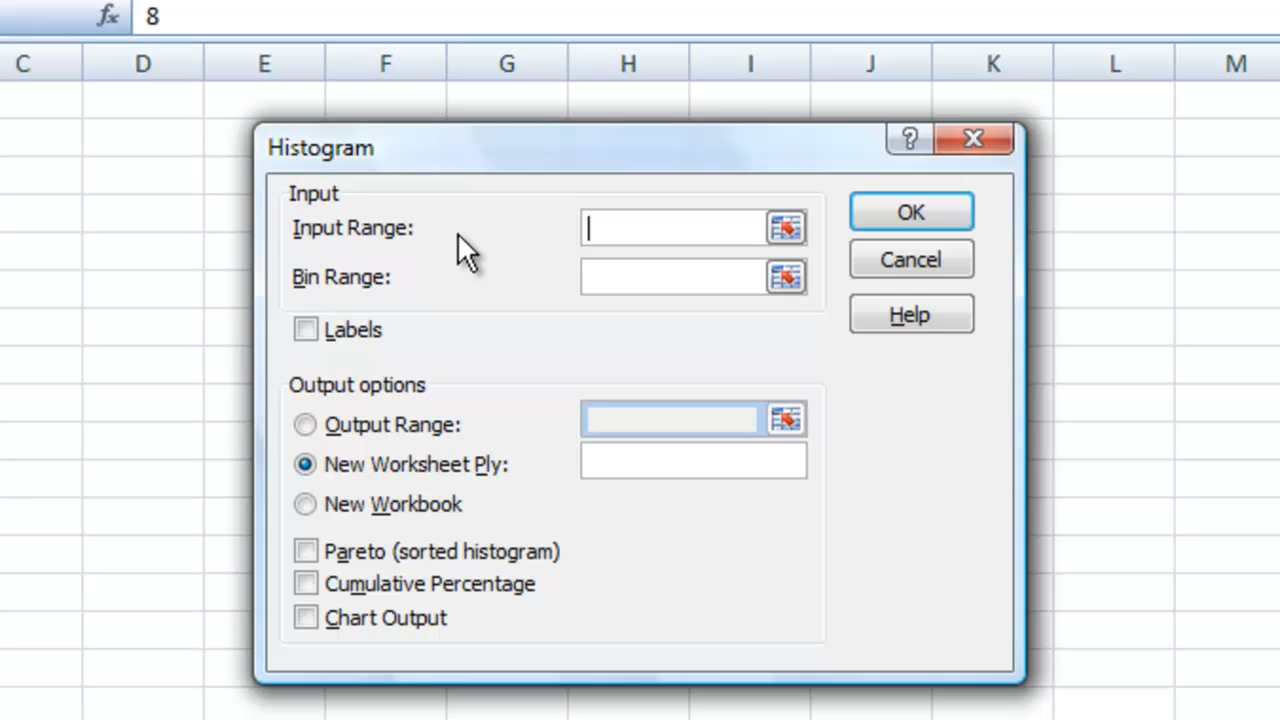 fx 8
C D E F G H I J K L M
Histogram
?
Input
Input Range:
OK
Bin Range:
Cancel
Labels
Help
Output options
Output Range:
New Worksheet Ply:
New Workbook
Pareto (sorted histogram)
Cumulative Percentage
Chart Output